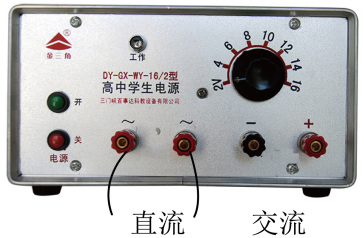 金三角
®
工作
DY-GX-WY-16/2型
高中学生电源
三门峡百事达科教设备有限公司
2V 4 6 8 10 12 14 16
开
关
电源
~ ~ - +
直流 交流